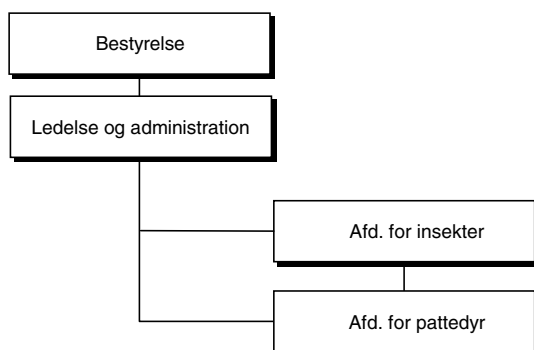 Bestyrelse
Ledelse og administration
Afd. for insekter
Afd. for pattedyr